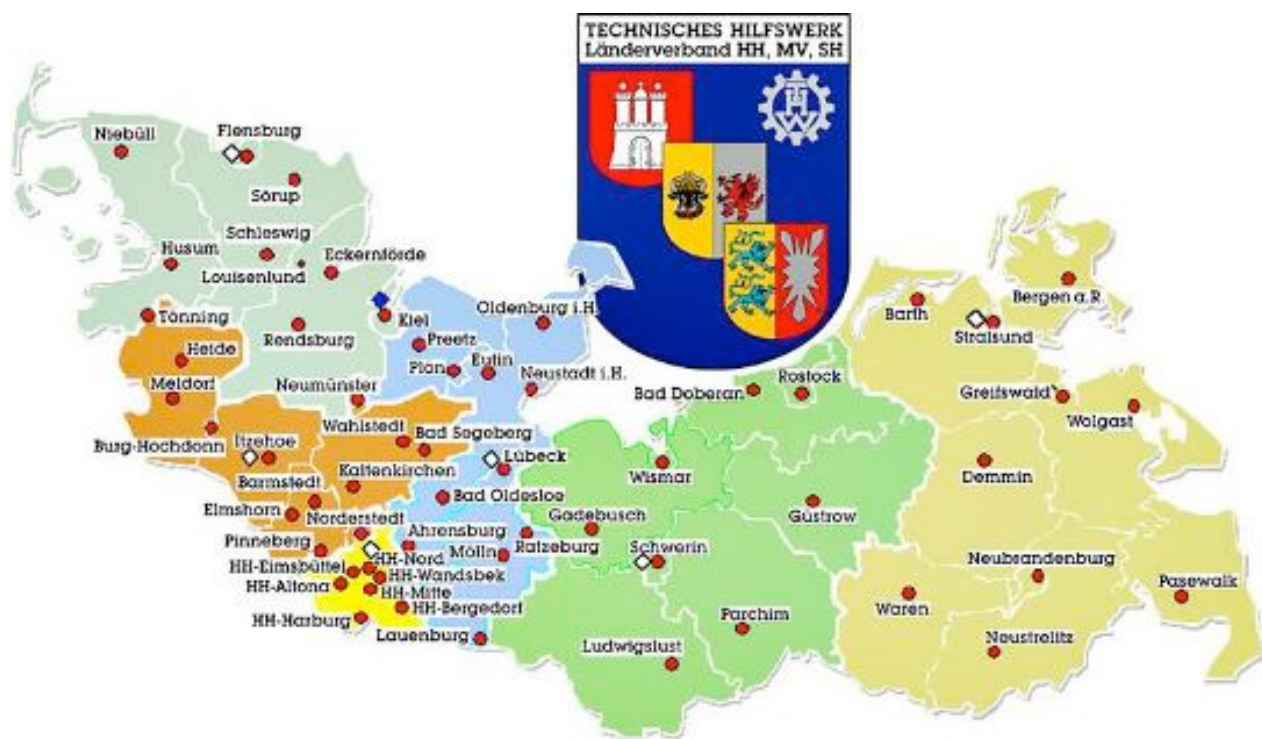 TECHNISCHES HILFSWERK
Länderverband HH, MV, SH
THW
Niebüll
Flensburg
Sörup
Schleswig
Husum
Louisenlund
Eckernförde
Tönning
Rendsburg
Kiel
Oldenburg i.H.
Heide
Preetz
Plön
Eutin
Neustadt i.H.
Meldorf
Neumünster
Burg-Hochdonn
Itzehoe
Wahlstedt
Bad Segeberg
Kaltenkirchen
Lübeck
Barmstedt
Bad Oldesloe
Elmshorn
Norderstedt
Ahrensburg
Pinneberg
Mölln
Ratzeburg
HH-Nord
HH-Eimsbüttel
HH-Wandsbek
HH-Altona
HH-Mitte
HH-Bergedorf
HH-Harburg
Lauenburg
Bad Doberan
Rostock
Wismar
Gadebusch
Güstrow
Schwerin
Parchim
Ludwigslust
Barth
Stralsund
Bergen a.R.
Greifswald
Wolgast
Demmin
Neubrandenburg
Waren
Neustrelitz
Pasewalk